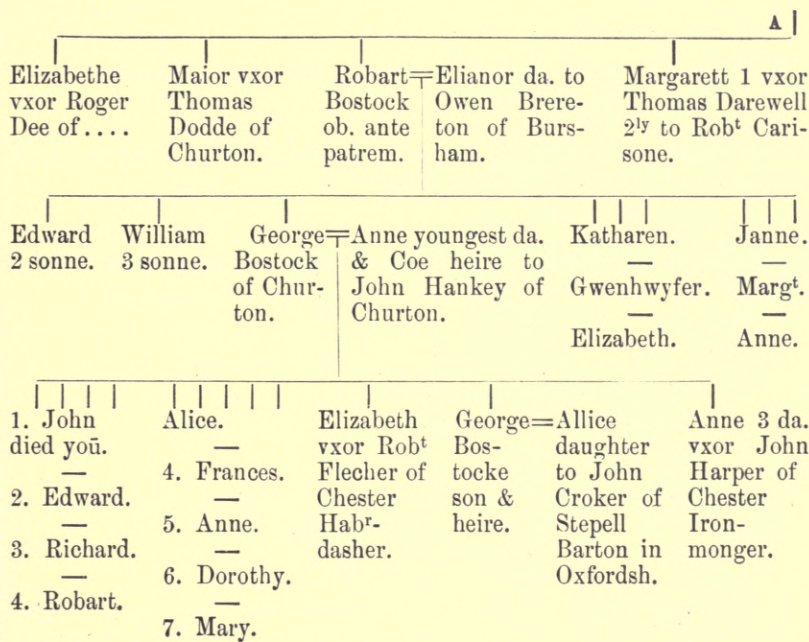 A
Elizabethe
vxor Roger
Dee of....
Maior vxor
Thomas
Dodde of
Churton.
Robart=Elianor da. to
Bostock Owen Brere-
ob. ante ton of Burs-
patrem. ham.
Margarett 1 vxor
Thomas Darewell
2ly to Robt Cari-
sone.
Edward
2 sonne.
William
3 sonne.
George=Anne youngest da.
Bostock & Coe heire to
of Chur- John Hankey of
ton. Churton.
Katharen.
—
Gwenhwyfer.
—
Elizabeth.
Janne.
—
Margt.
—
Anne.
1. John
died yoū.
—
2. Edward.
—
3. Richard.
—
4. Robart.
Alice.
—
4. Frances.
—
5. Anne.
—
6. Dorothy.
—
7. Mary.
Elizabeth
vxor Robt
Flecher of
Chester
Habr-
dasher.
George=Allice
Bos- daughter
tocke to John
son & Croker of
heire. Stepell
Barton in
Oxfordsh.
Anne 3 da.
vxor John
Harper of
Chester
Iron-
monger.